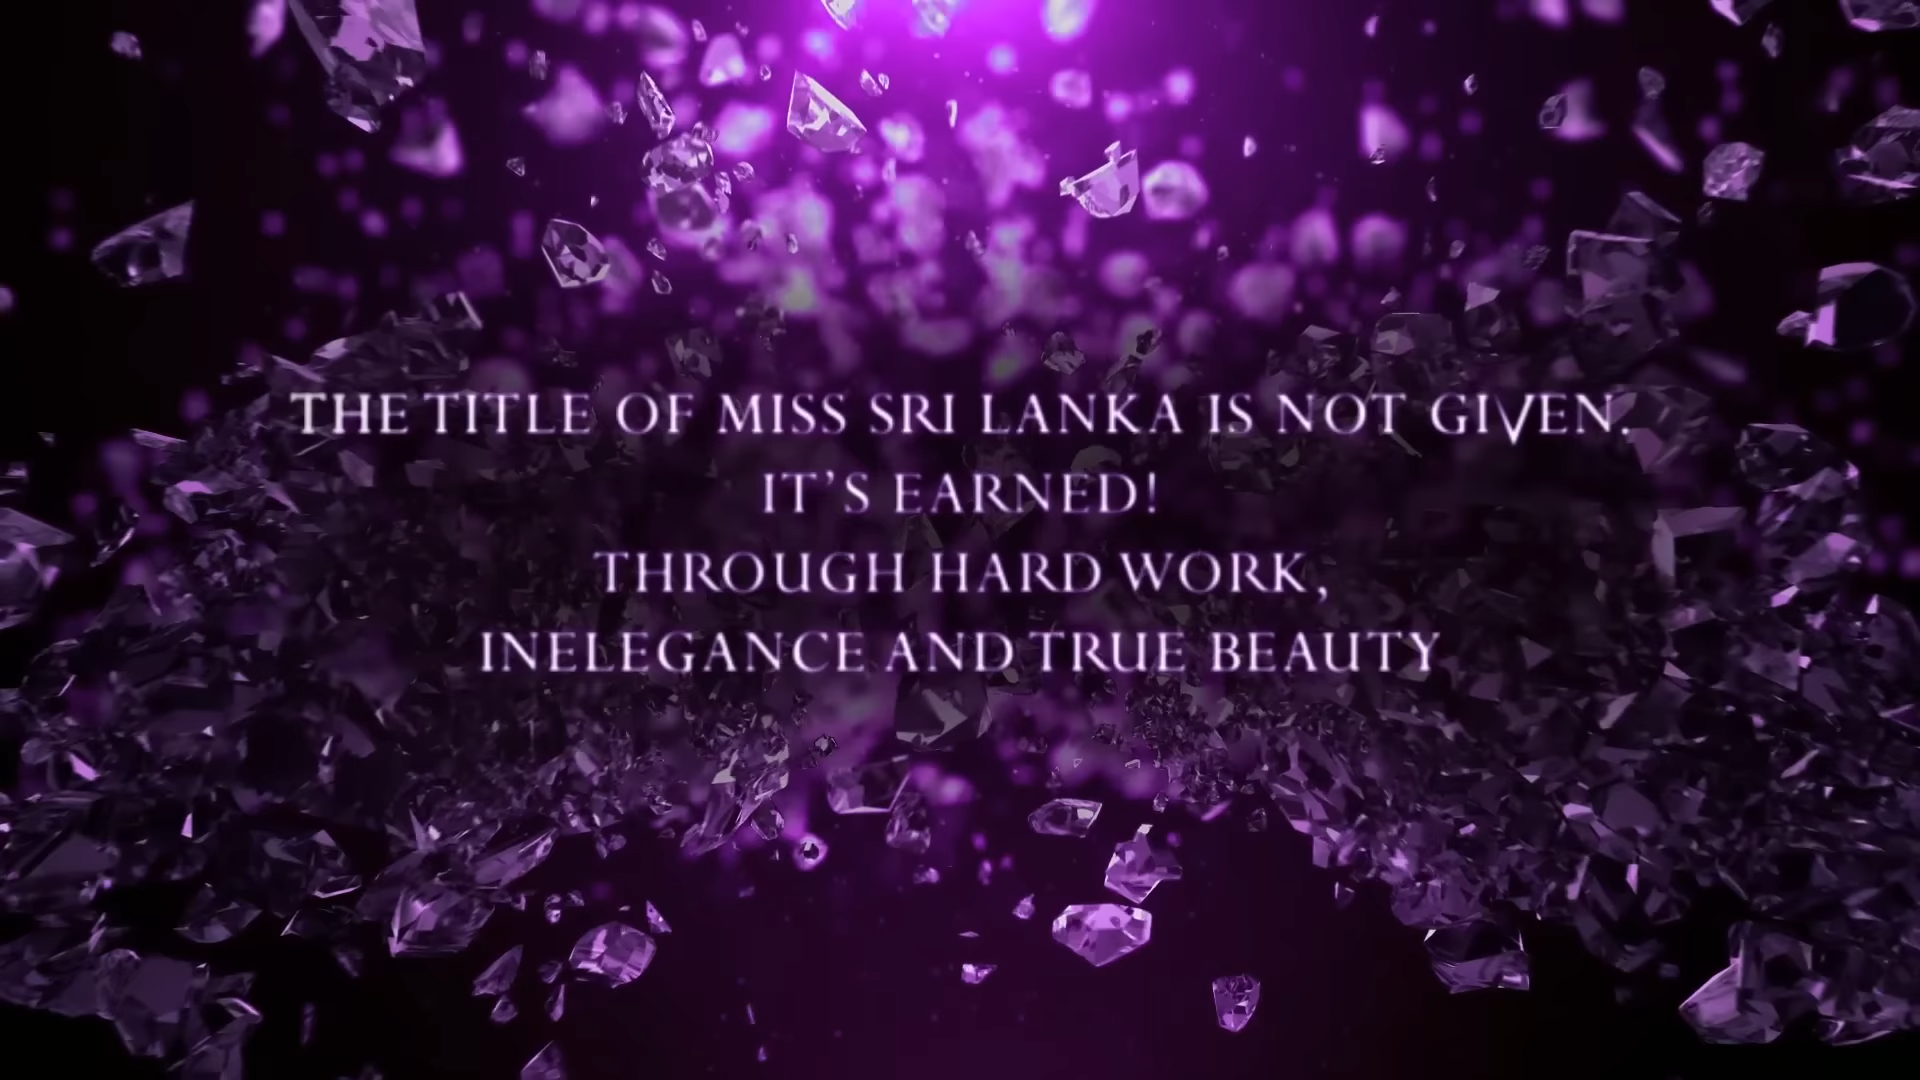 THE TITLE OF MISS SRI LANKA IS NOT GIVEN.
IT'S EARNED!
THROUGH HARD WORK,
INELEGANCE AND TRUE BEAUTY